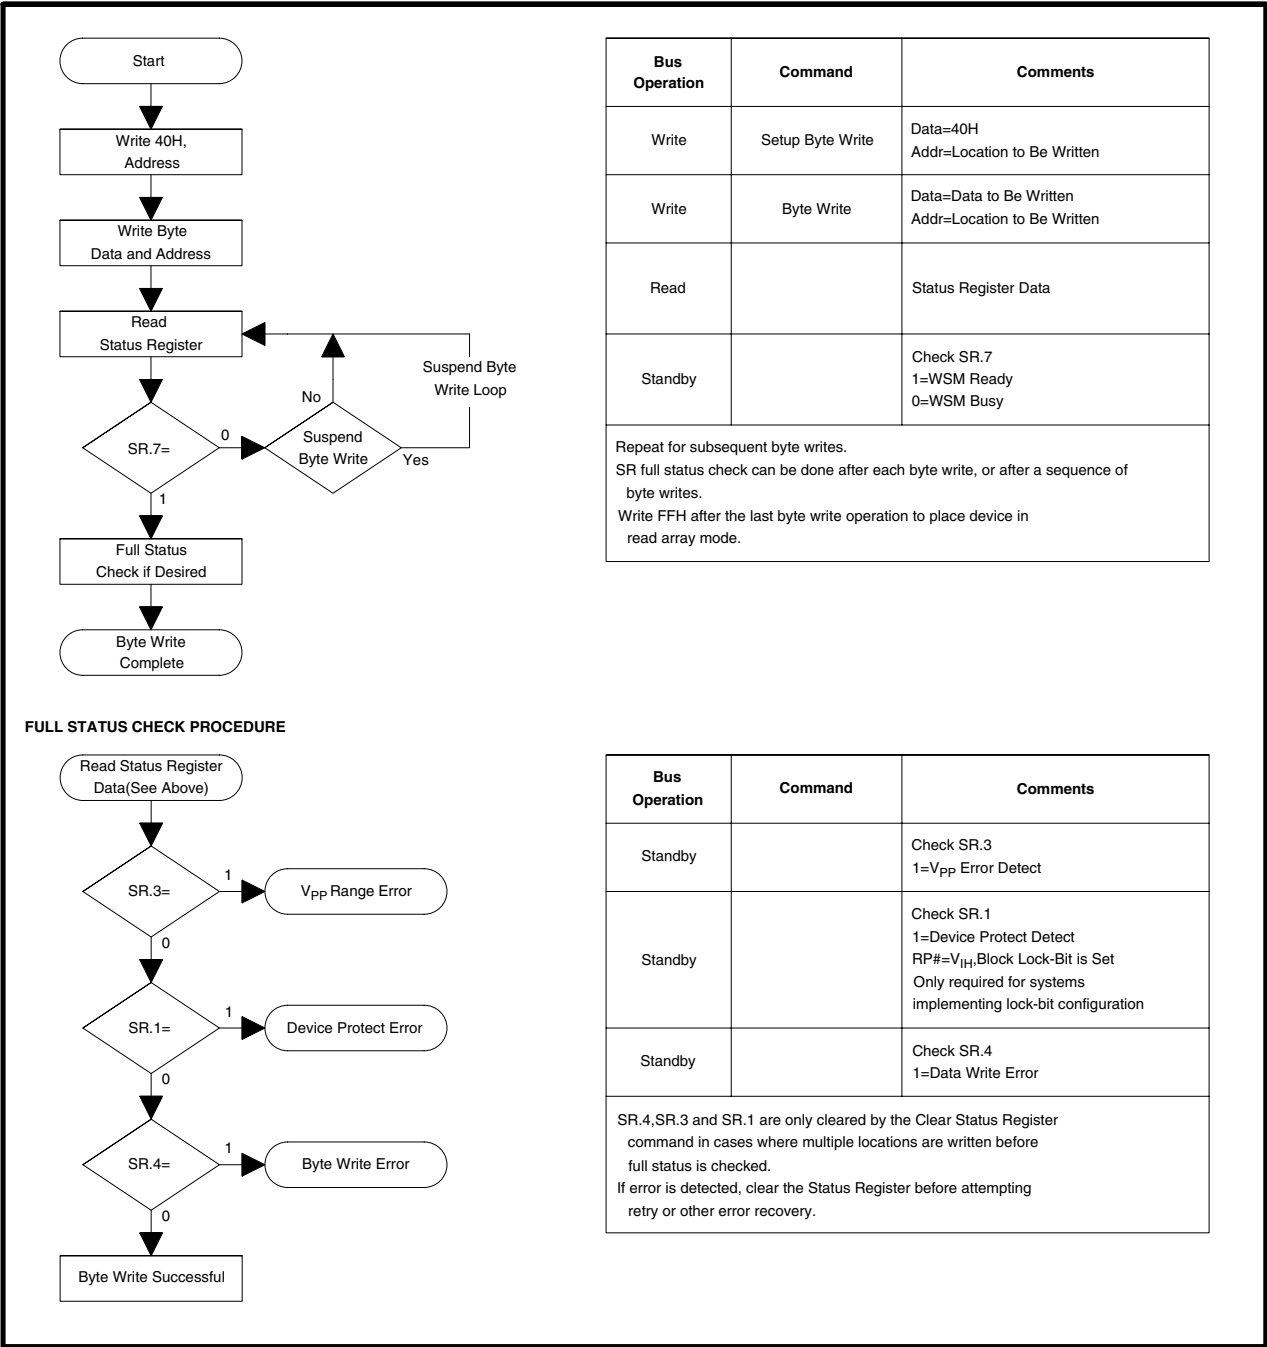 Start
Write 40H,
Address
Write Byte
Data and Address
Read
Status Register
SR.7=
0
1
Suspend
Byte Write
No
Yes
Suspend Byte
Write Loop
Full Status
Check if Desired
Byte Write
Complete
Bus
Operation
Command
Comments
Write
Setup Byte Write
Data=40H
Addr=Location to Be Written
Write
Byte Write
Data=Data to Be Written
Addr=Location to Be Written
Read
Status Register Data
Standby
Check SR.7
1=WSM Ready
0=WSM Busy
Repeat for subsequent byte writes.
SR full status check can be done after each byte write, or after a sequence of
byte writes.
Write FFH after the last byte write operation to place device in
read array mode.
FULL STATUS CHECK PROCEDURE
Read Status Register
Data(See Above)
SR.3=
1
VPP Range Error
0
SR.1=
1
Device Protect Error
0
SR.4=
1
Byte Write Error
0
Byte Write Successful
Bus
Operation
Command
Comments
Standby
Check SR.3
1=VPP Error Detect
Standby
Check SR.1
1=Device Protect Detect
RP#=VIH,Block Lock-Bit is Set
Only required for systems
implementing lock-bit configuration
Standby
Check SR.4
1=Data Write Error
SR.4,SR.3 and SR.1 are only cleared by the Clear Status Register
command in cases where multiple locations are written before
full status is checked.
If error is detected, clear the Status Register before attempting
retry or other error recovery.